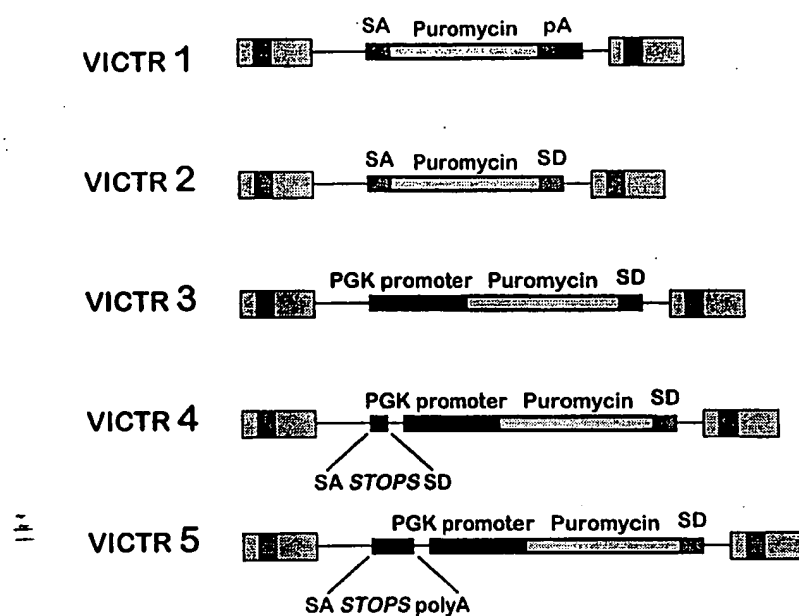 SA Puromycin pA
VICTR 1
SA Puromycin SD
VICTR 2
PGK promoter Puromycin SD
VICTR 3
PGK promoter Puromycin SD
VICTR 4
SA STOPS SD
PGK promoter Puromycin SD
VICTR 5
SA STOPS polyA